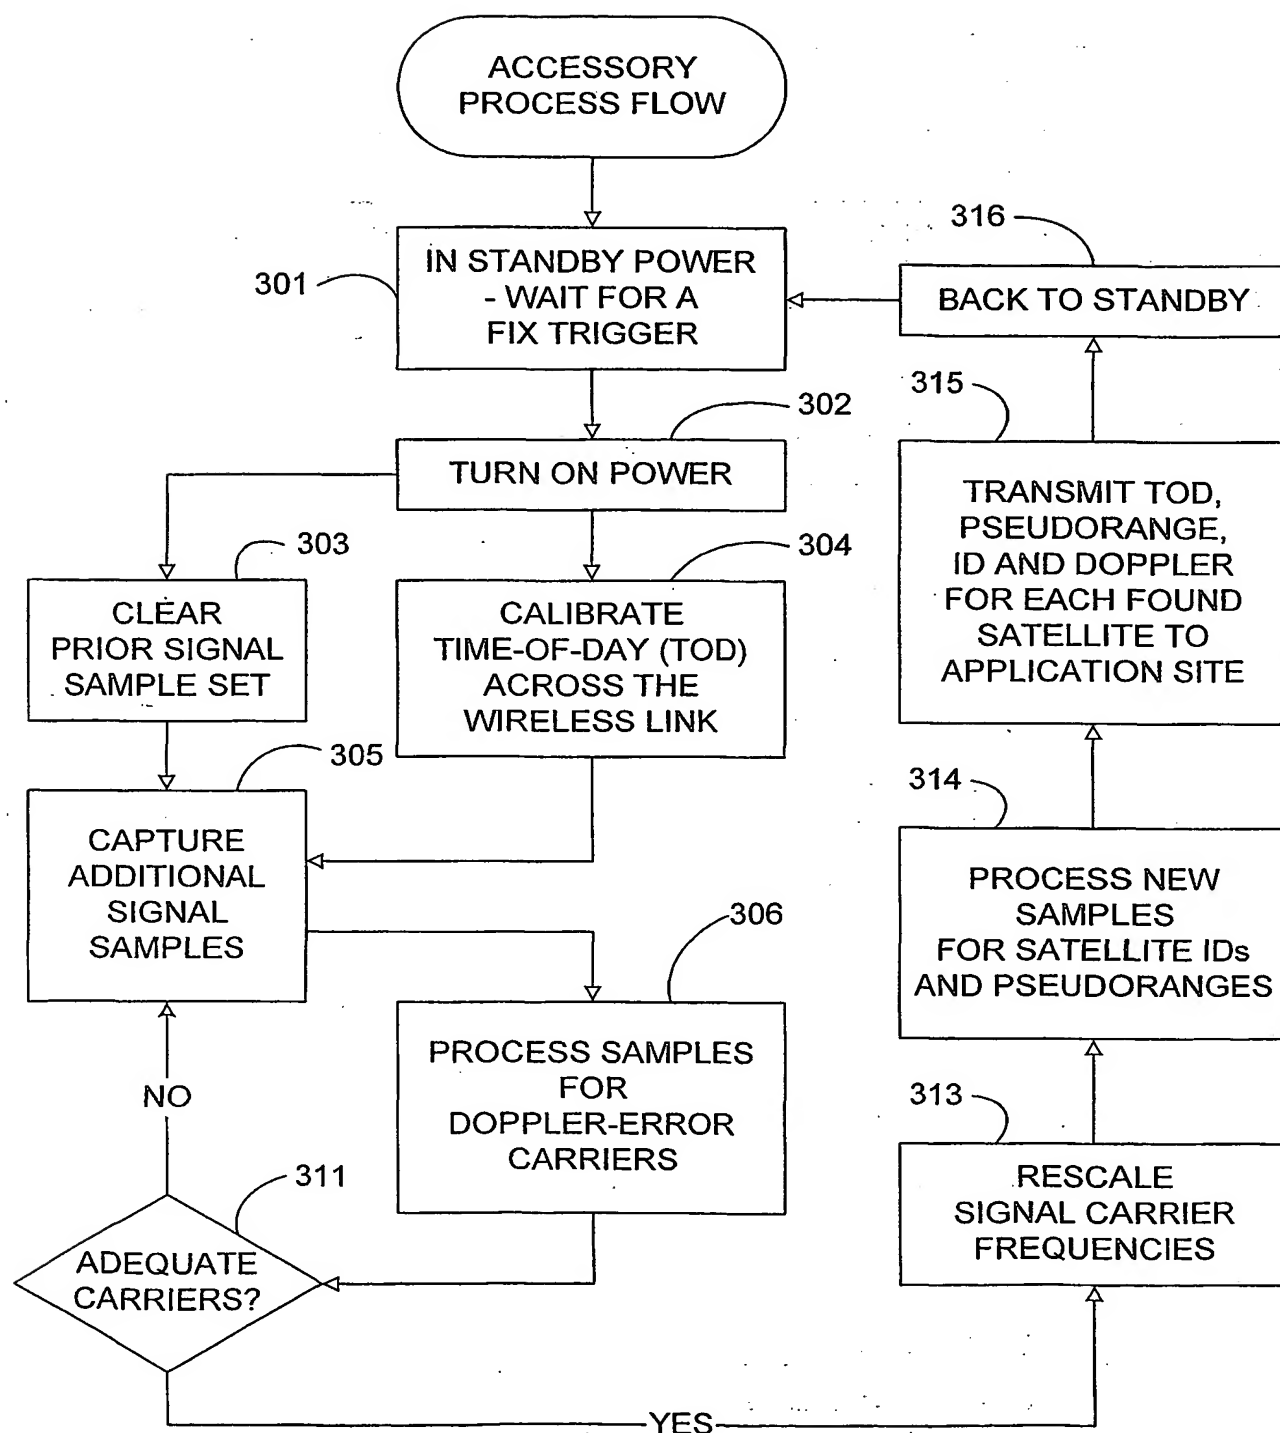 ACCESSORY
PROCESS FLOW
316
301
IN STANDBY POWER
- WAIT FOR A
FIX TRIGGER
BACK TO STANDBY
302
315
TURN ON POWER
303
304
CLEAR
PRIOR SIGNAL
SAMPLE SET
CALIBRATE
TIME-OF-DAY (TOD)
ACROSS THE
WIRELESS LINK
TRANSMIT TOD,
PSEUDORANGE,
ID AND DOPPLER
FOR EACH FOUND
SATELLITE TO
APPLICATION SITE
305
314
CAPTURE
ADDITIONAL
SIGNAL
SAMPLES
306
PROCESS NEW
SAMPLES
FOR SATELLITE IDs
AND PSEUDORANGES
PROCESS SAMPLES
FOR
DOPPLER-ERROR
CARRIERS
NO
313
311
ADEQUATE
CARRIERS?
RESCALE
SIGNAL CARRIER
FREQUENCIES
YES